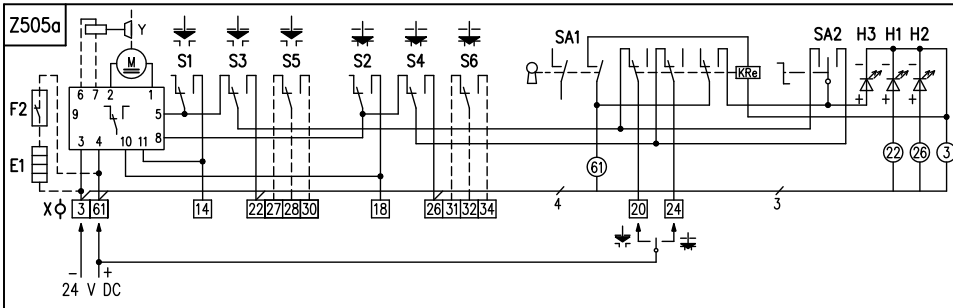 Z505a
Y
M
S1 S3 S5 S2 S4 S6
SA1 SA2 H3 H1 H2
KRe
6 7 2 1
9 5
8
3 4 10 11
F2
E1
− − −
+ + +
61 22 26 3
X 3 61 14 22 27 28 30 18 26 31 32 34 4 20 24 3
− +
24 V DC